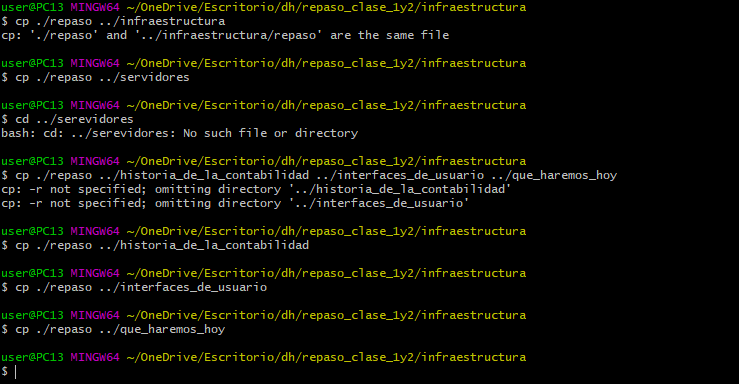 user@PC13 MINGW64 ~/OneDrive/Escritorio/dh/repaso_clase_1y2/infraestructura
$ cp ./repaso ../infraestructura
cp: './repaso' and '../infraestructura/repaso' are the same file
user@PC13 MINGW64 ~/OneDrive/Escritorio/dh/repaso_clase_1y2/infraestructura
$ cp ./repaso ../servidores
user@PC13 MINGW64 ~/OneDrive/Escritorio/dh/repaso_clase_1y2/infraestructura
$ cd ../serevidores
bash: cd: ../serevidores: No such file or directory
user@PC13 MINGW64 ~/OneDrive/Escritorio/dh/repaso_clase_1y2/infraestructura
$ cp ./repaso ../historia_de_la_contabilidad ../interfaces_de_usuario ../que_haremos_hoy
cp: -r not specified; omitting directory '../historia_de_la_contabilidad'
cp: -r not specified; omitting directory '../interfaces_de_usuario'
user@PC13 MINGW64 ~/OneDrive/Escritorio/dh/repaso_clase_1y2/infraestructura
$ cp ./repaso ../historia_de_la_contabilidad
user@PC13 MINGW64 ~/OneDrive/Escritorio/dh/repaso_clase_1y2/infraestructura
$ cp ./repaso ../interfaces_de_usuario
user@PC13 MINGW64 ~/OneDrive/Escritorio/dh/repaso_clase_1y2/infraestructura
$ cp ./repaso ../que_haremos_hoy
user@PC13 MINGW64 ~/OneDrive/Escritorio/dh/repaso_clase_1y2/infraestructura
$